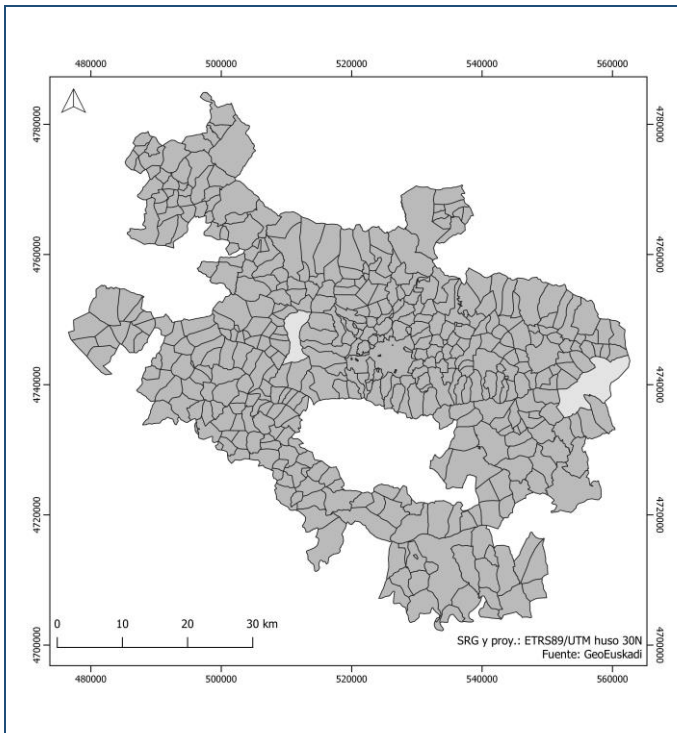 480000 500000 520000 540000 560000
4780000 4780000
4760000 4760000
4740000 4740000
4720000 4720000
4700000 4700000
0 10 20 30 km
SRG y proy.: ETRS89/UTM huso 30N
Fuente: GeoEuskadi
480000 500000 520000 540000 560000